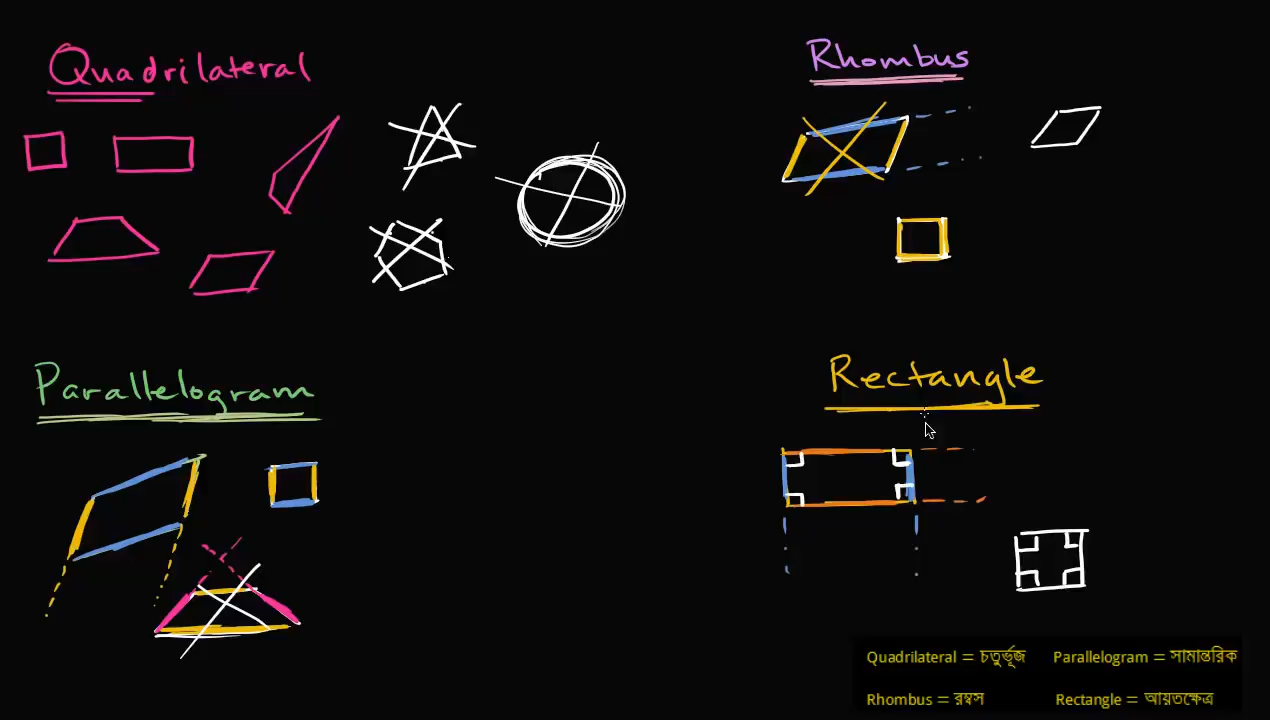 Quadrilateral
Rhombus
Parallelogram
Rectangle
Quadrilateral = চতুর্ভূজ
Parallelogram = সামান্তরিক
Rhombus = রম্বস
Rectangle = আয়তক্ষেত্র